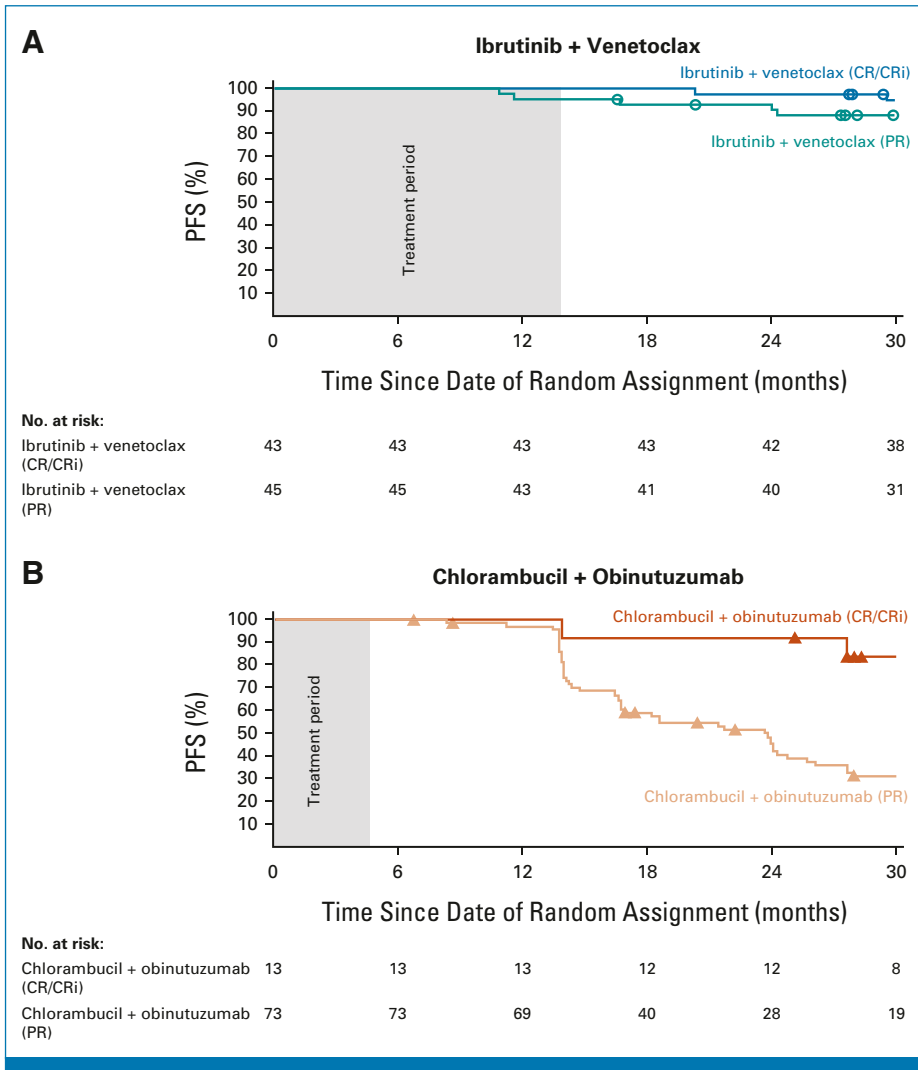 A
Ibrutinib + Venetoclax
Ibrutinib + venetoclax (CR/CRi)
Ibrutinib + venetoclax (PR)
PFS (%)
100
90
80
70
60
50
40
30
20
10
Treatment period
0 6 12 18 24 30
Time Since Date of Random Assignment (months)
No. at risk:
Ibrutinib + venetoclax 43 43 43 43 42 38
(CR/CRi)
Ibrutinib + venetoclax 45 45 43 41 40 31
(PR)
B
Chlorambucil + Obinutuzumab
Chlorambucil + obinutuzumab (CR/CRi)
Chlorambucil + obinutuzumab (PR)
PFS (%)
100
90
80
70
60
50
40
30
20
10
Treatment period
0 6 12 18 24 30
Time Since Date of Random Assignment (months)
No. at risk:
Chlorambucil + obinutuzumab 13 13 13 12 12 8
(CR/CRi)
Chlorambucil + obinutuzumab 73 73 69 40 28 19
(PR)